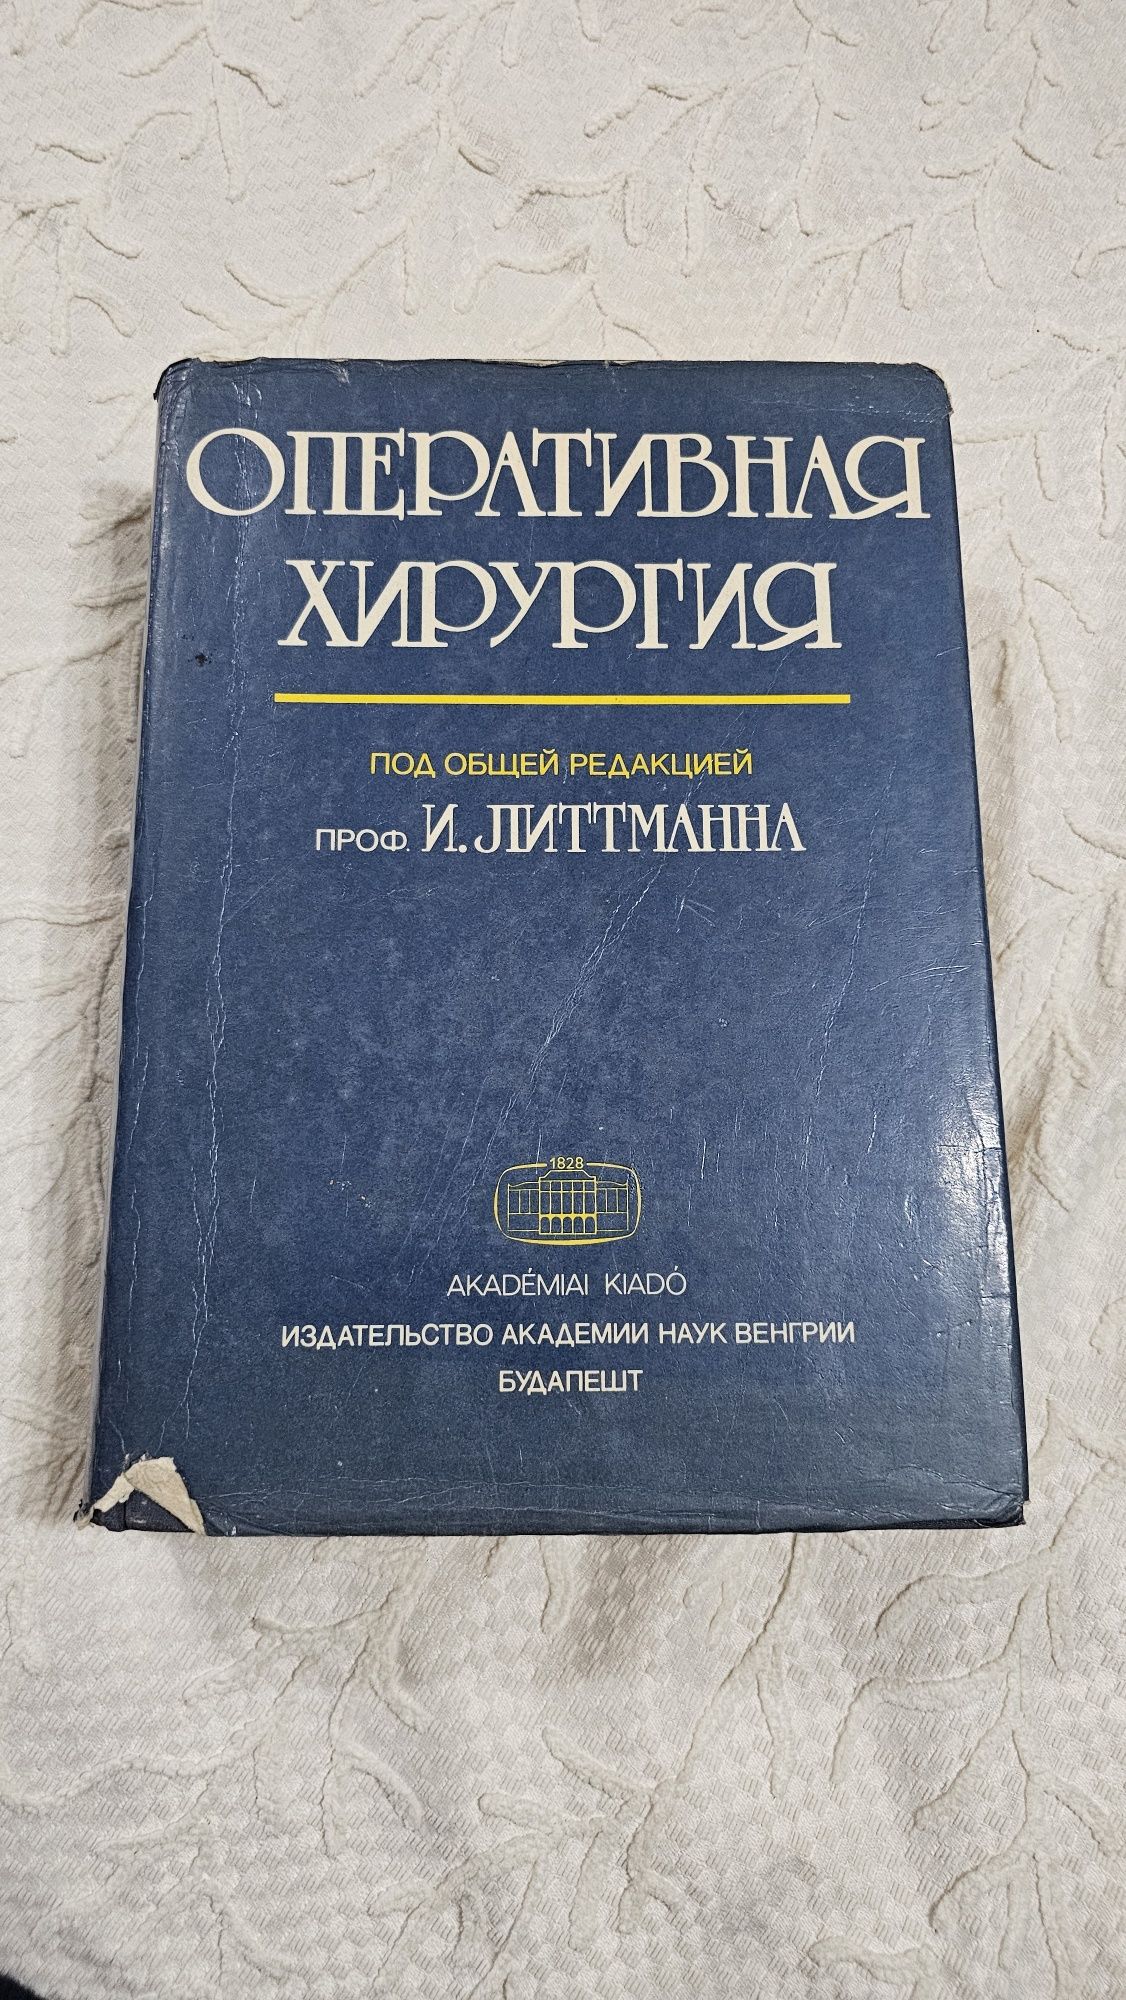 ОПЕРАТИВНАЯ
ХИРУРГИЯ
ПОД ОБЩЕЙ РЕДАКЦИЕЙ
ПРОФ. И. ЛИТТМАННА
1828
AKADÉMIAI KIADÓ
ИЗДАТЕЛЬСТВО АКАДЕМИИ НАУК ВЕНГРИИ
БУДАПЕШТ